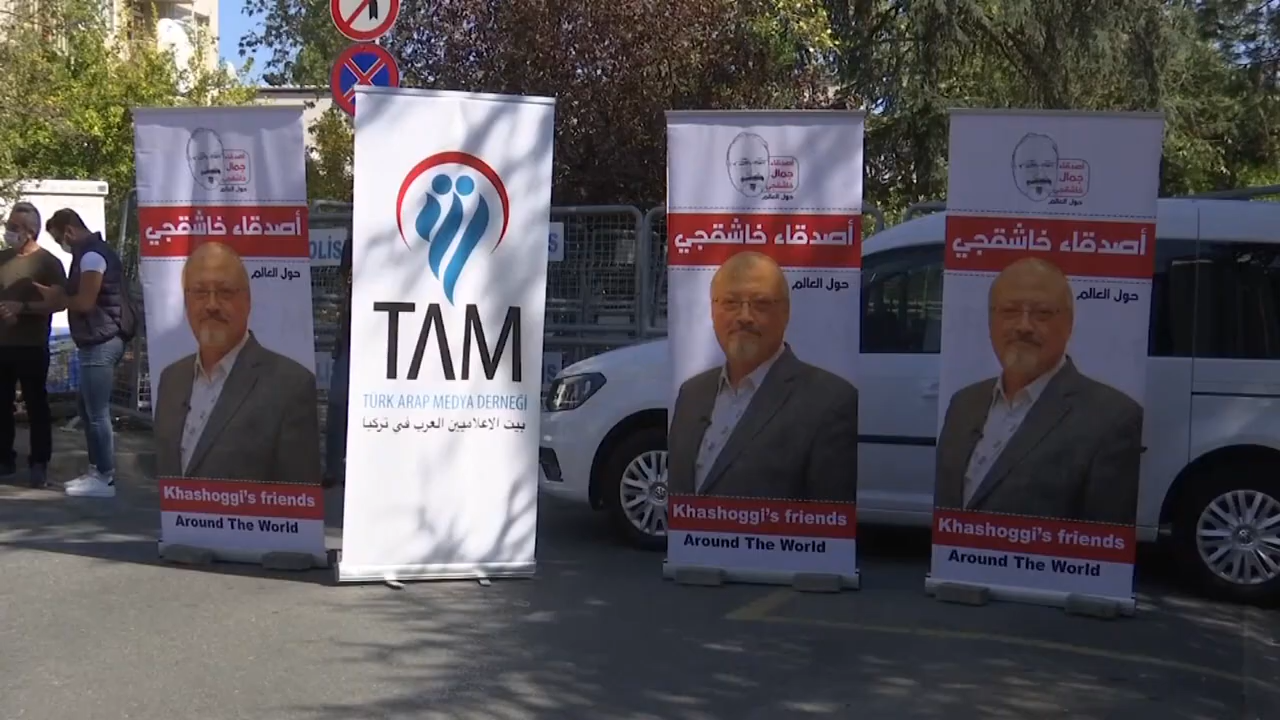 أصدقاء
جمال
خاشقجي
حول العالم
أصدقاء خاشقجي
حول العالم
Khashoggi's friends
Around The World
TAM
TÜRK ARAP MEDYA DERNEĞİ
بيت الاعلاميين العرب في تركيا
أصدقاء
جمال
خاشقجي
حول العالم
أصدقاء خاشقجي
حول العالم
Khashoggi's friends
Around The World
أصدقاء
جمال
خاشقجي
حول العالم
أصدقاء خاشقجي
حول العالم
Khashoggi's friends
Around The World